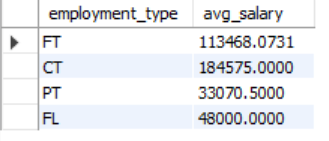 employment_type avg_salary
FT 113468.0731
CT 184575.0000
PT 33070.5000
FL 48000.0000